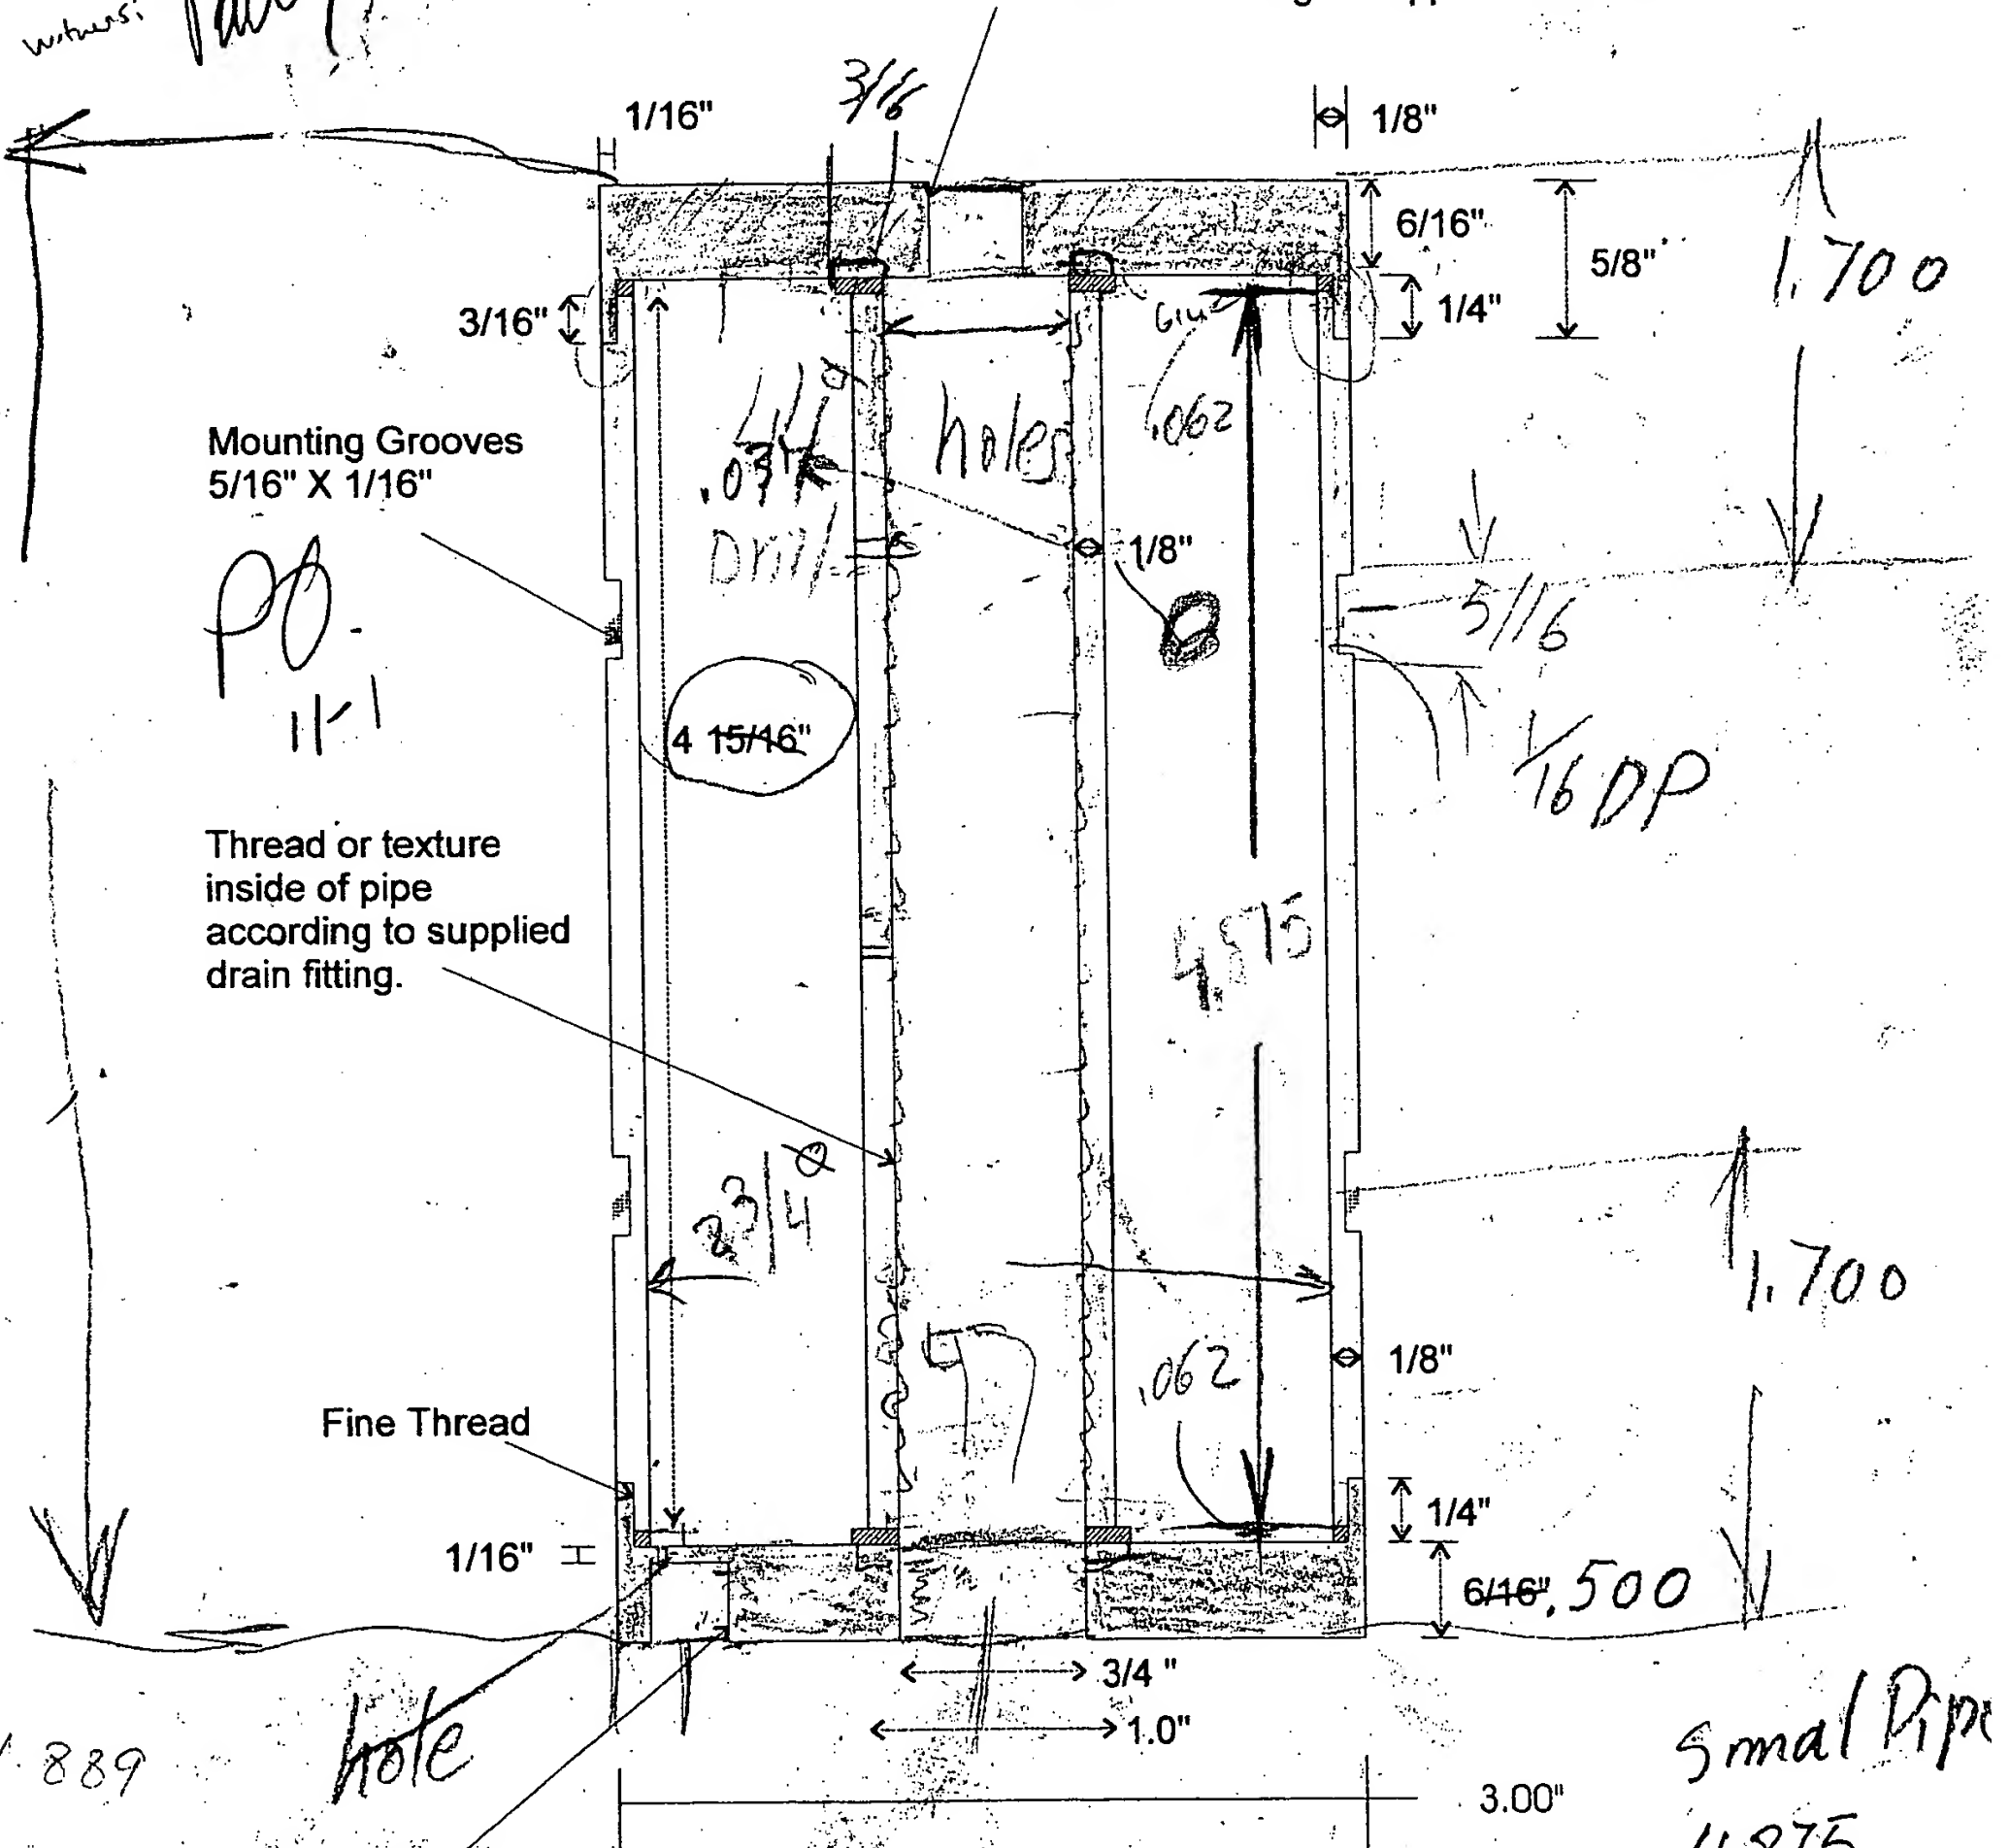 witness:
3/16
1/16"
1/8"
6/16"
5/8"
1.700
3/16"
1/4"
.062
holes
Mounting Grooves
5/16" X 1/16"
Drill
1/8"
5/16
1/16 DP
4 15/16"
Thread or texture
inside of pipe
according to supplied
drain fitting.
4.875
2 3/4
1.700
.062
1/8"
Fine Thread
1/4"
1/16"
6/16" .500
3/4 "
1.0"
hole
889
Smal Pipe
3.00"
4.875